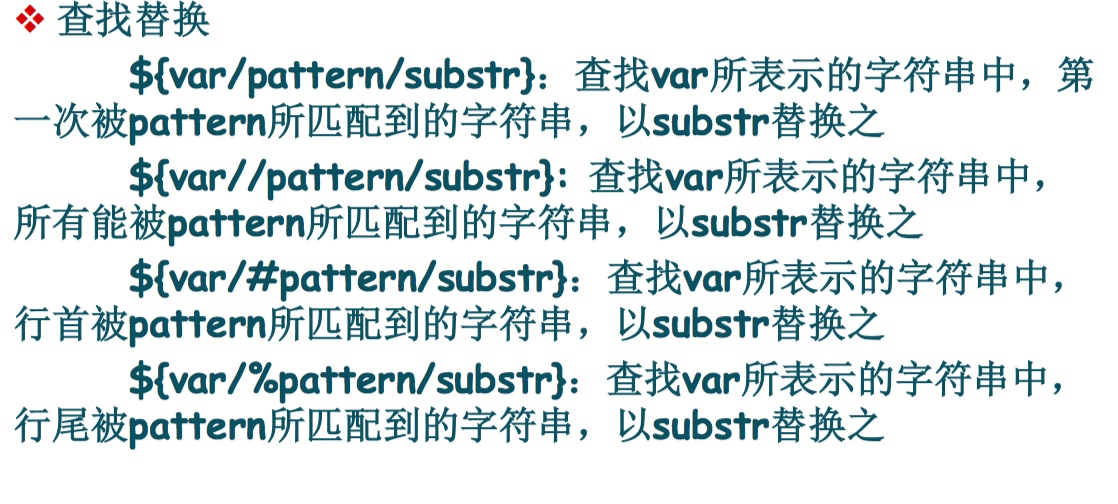 ❖ 查找替换
${var/pattern/substr}：查找var所表示的字符串中，第
一次被pattern所匹配到的字符串，以substr替换之
${var//pattern/substr}: 查找var所表示的字符串中，
所有能被pattern所匹配到的字符串，以substr替换之
${var/#pattern/substr}：查找var所表示的字符串中，
行首被pattern所匹配到的字符串，以substr替换之
${var/%pattern/substr}：查找var所表示的字符串中，
行尾被pattern所匹配到的字符串，以substr替换之